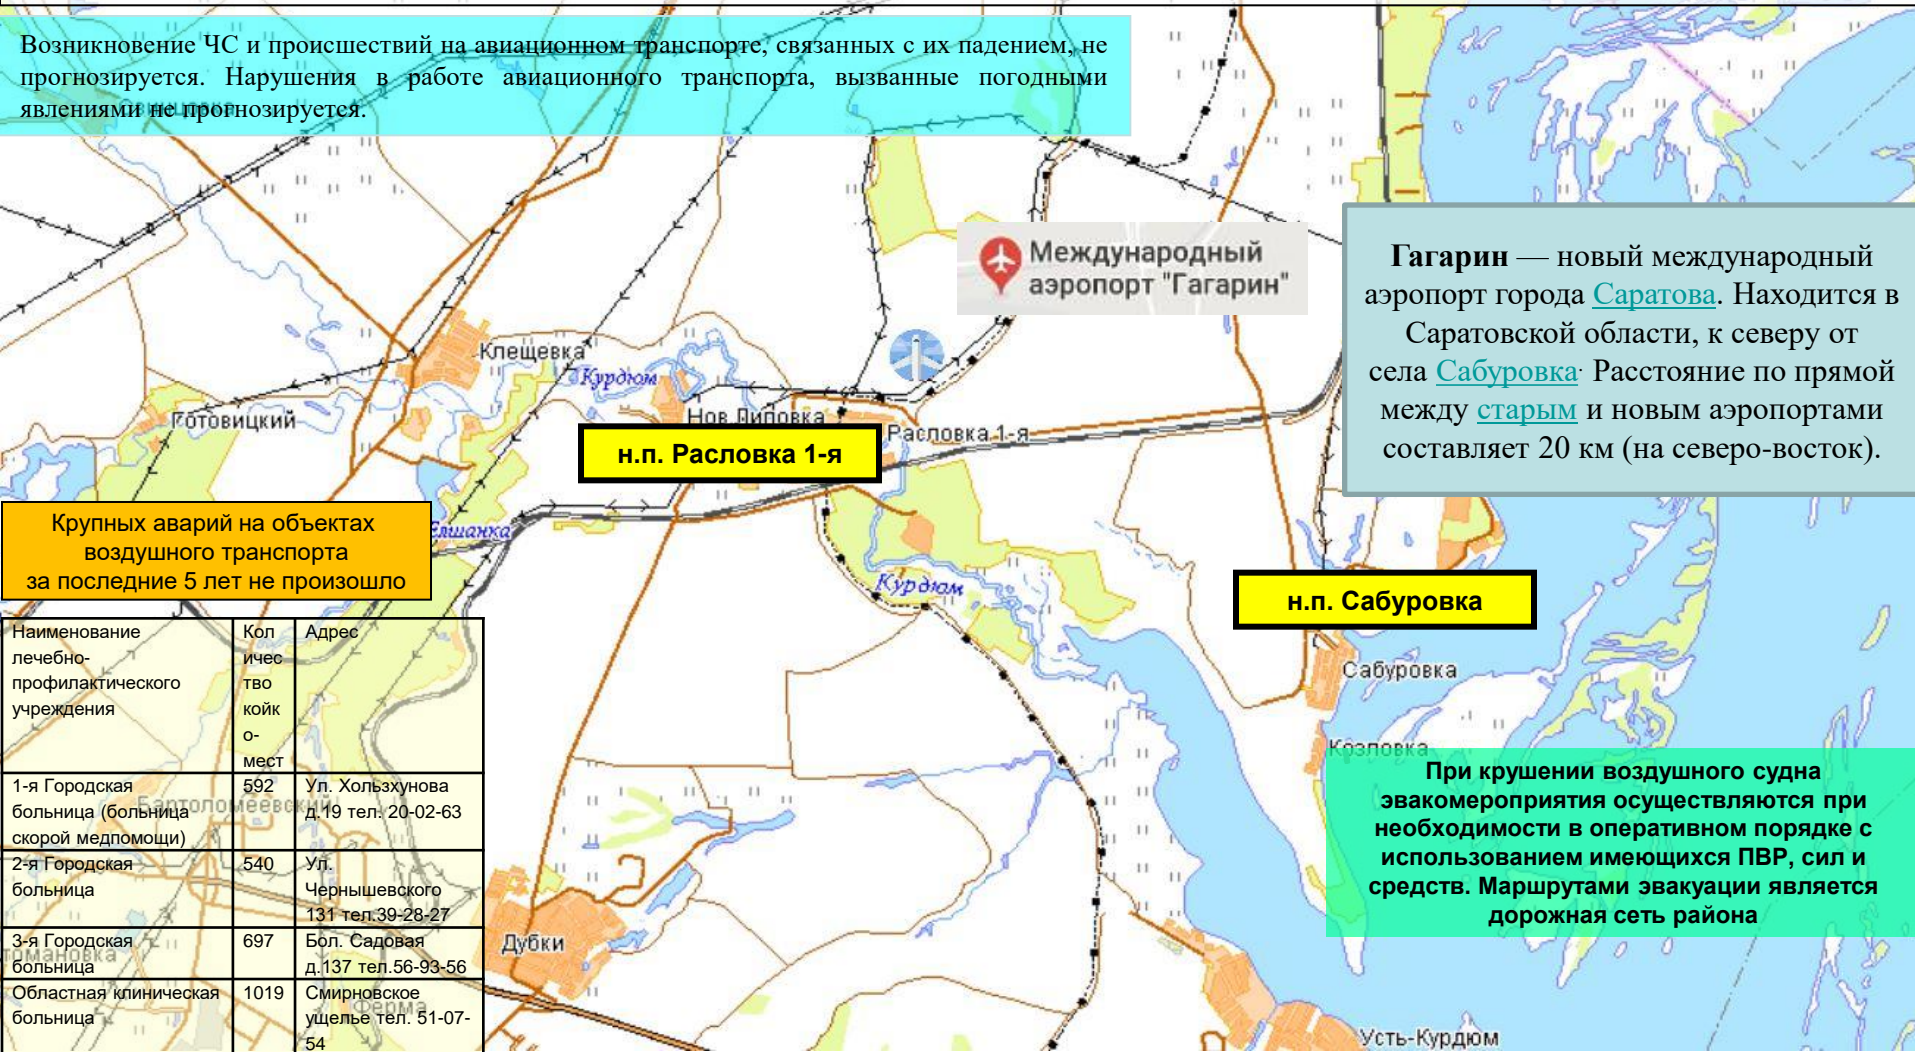 Возникновение ЧС и происшествий на авиационном транспорте, связанных с их падением, не
прогнозируется. Нарушения в работе авиационного транспорта, вызванные погодными
явлениями не прогнозируется.
Международный
аэропорт "Гагарин"
Гагарин — новый международный
аэропорт города Саратова. Находится в
Саратовской области, к северу от
села Сабуровка. Расстояние по прямой
между старым и новым аэропортами
составляет 20 км (на северо-восток).
Клещевка
Курдюм
Готовицкий
Нов.Липовка
Расловка 1-я
н.п. Расловка 1-я
Крупных аварий на объектах
воздушного транспорта
за последние 5 лет не произошло
Елшанка
Курдюм
н.п. Сабуровка
Сабуровка
Козловка
При крушении воздушного судна
эвакомероприятия осуществляются при
необходимости в оперативном порядке с
использованием имеющихся ПВР, сил и
средств. Маршрутами эвакуации является
дорожная сеть района
Наименование
лечебно-
профилактического
учреждения
Кол
ичес
тво
койк
о-
мест
Адрес
1-я Городская
больница (больница
скорой медпомощи)
592
Ул. Хользхунова
д.19 тел. 20-02-63
Бартоломеевский
2-я Городская
больница
540
Ул.
Чернышевского
131 тел.39-28-27
3-я Городская
больница
697
Бол. Садовая
д.137 тел.56-93-56
Областная клиническая
больница
1019
Смирновское
ущелье тел. 51-07-
54
Ферма
Дубки
Усть-Курдюм